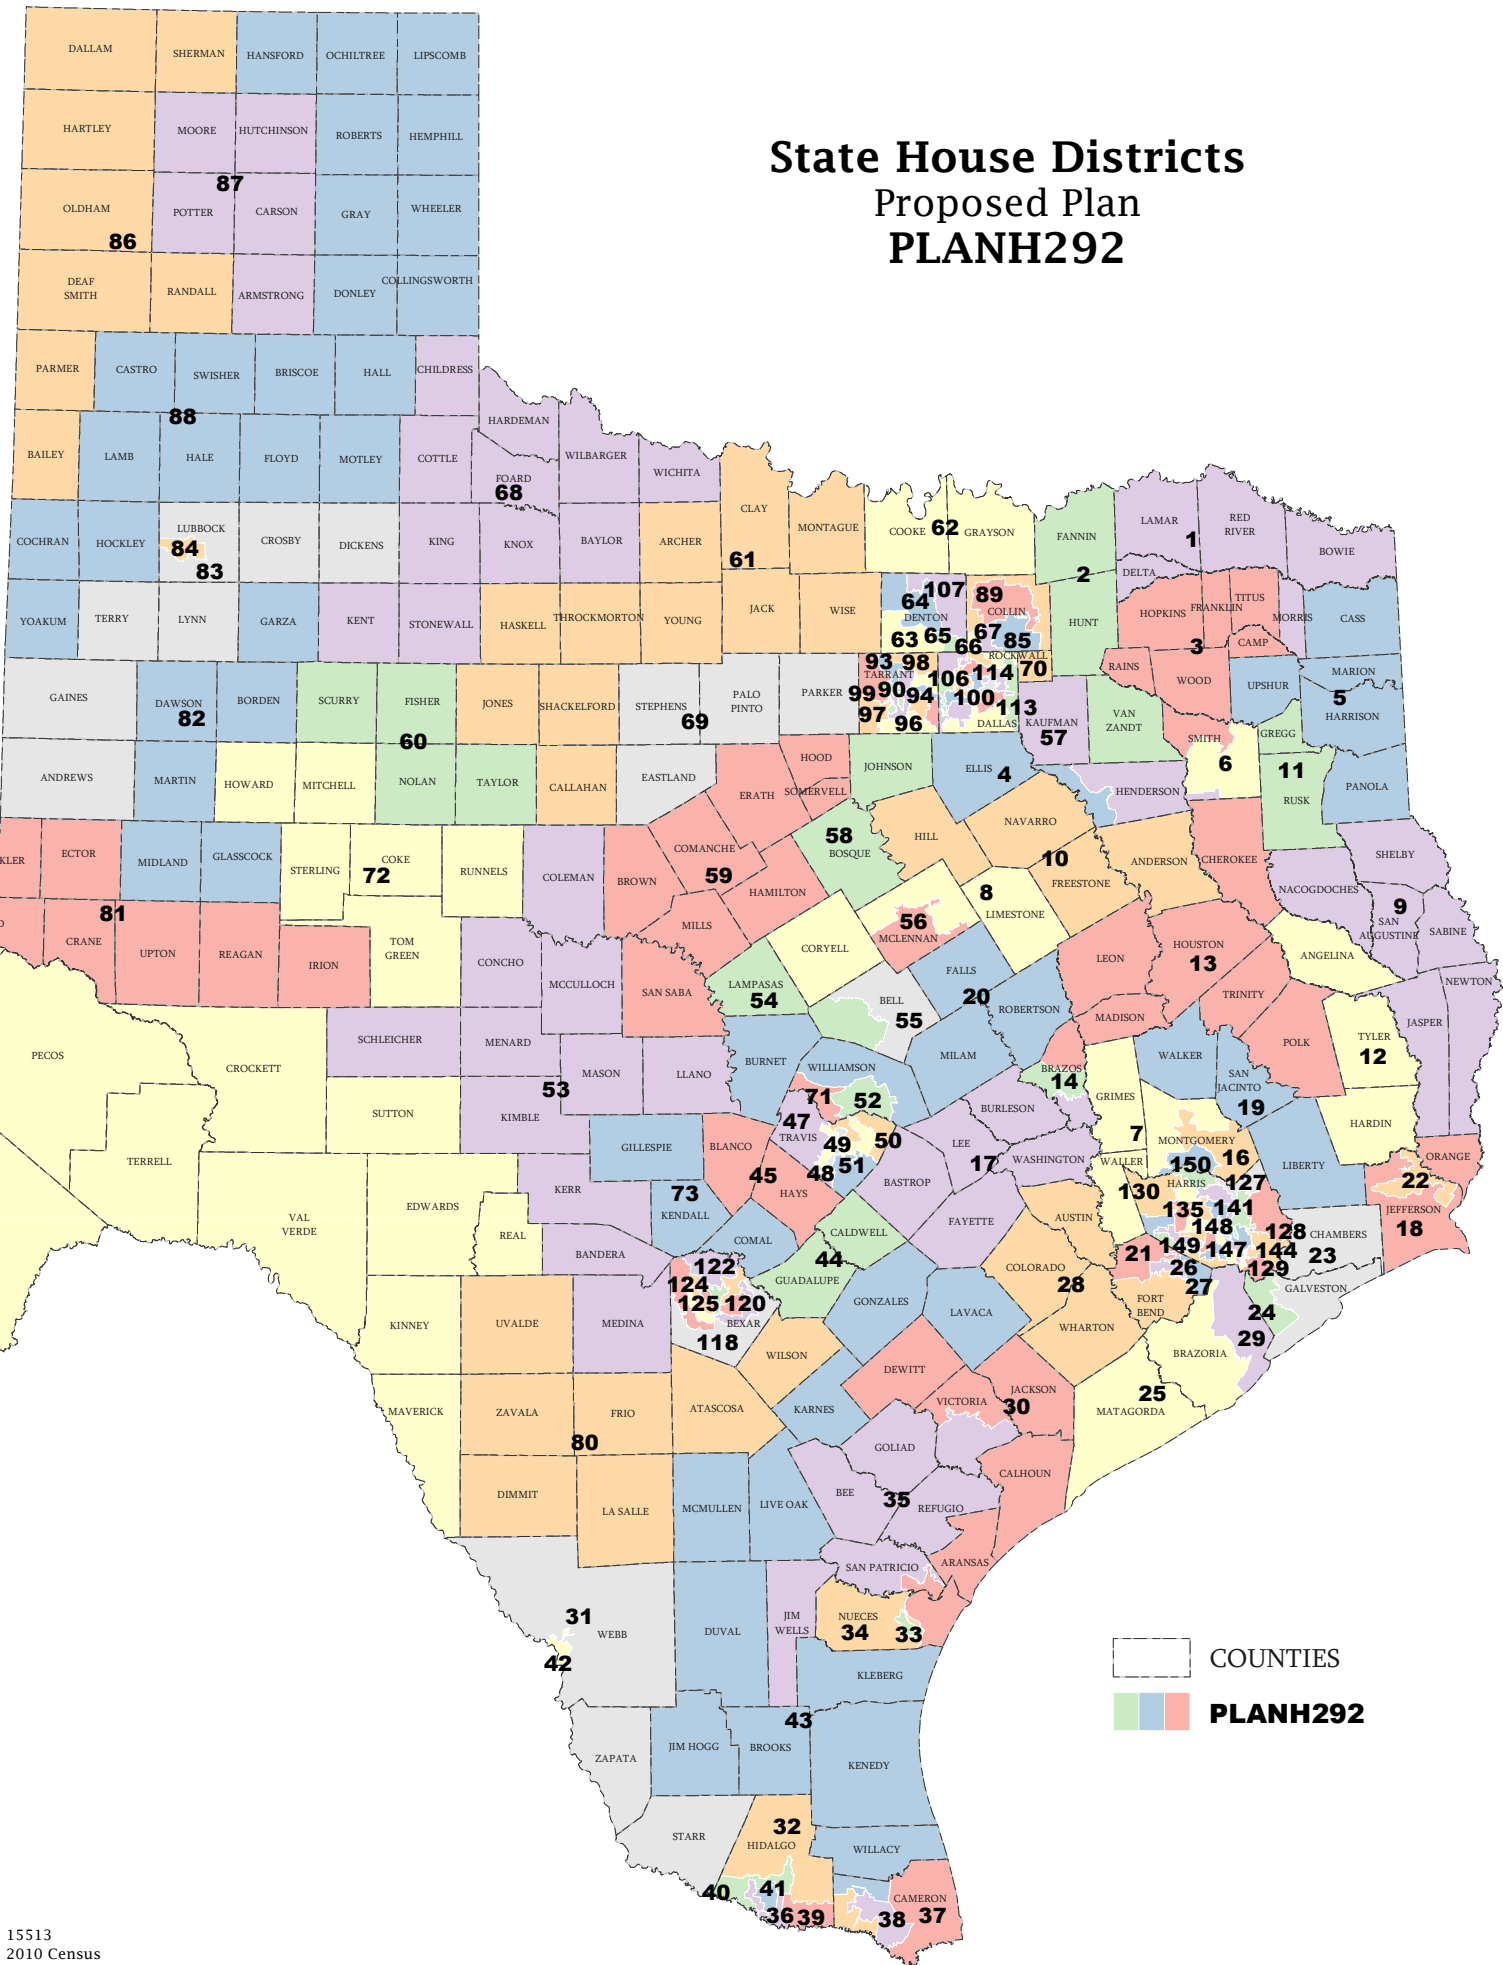 State House Districts
Proposed Plan
PLANH292
DALLAM
SHERMAN
HANSFORD
OCHILTREE
LIPSCOMB
HARTLEY
MOORE
HUTCHINSON
ROBERTS
HEMPHILL
87
OLDHAM
POTTER
CARSON
GRAY
WHEELER
86
DEAF
SMITH
RANDALL
ARMSTRONG
DONLEY
COLLINGSWORTH
PARMER
CASTRO
SWISHER
BRISCOE
HALL
CHILDRESS
88
HARDEMAN
BAILEY
LAMB
HALE
FLOYD
MOTLEY
COTTLE
FOARD
68
WILBARGER
WICHITA
COCHRAN
HOCKLEY
LUBBOCK
84
83
CROSBY
DICKENS
KING
KNOX
BAYLOR
ARCHER
CLAY
61
MONTAGUE
COOKE
62
GRAYSON
FANNIN
2
LAMAR
1
RED
RIVER
BOWIE
DELTA
YOAKUM
TERRY
LYNN
GARZA
KENT
STONEWALL
HASKELL
THROCKMORTON
YOUNG
JACK
WISE
64
107
DENTON
63
65
66
89
COLLIN
67
85
HUNT
HOPKINS
FRANKLIN
TITUS
MORRIS
CASS
CAMP
3
RAINS
WOOD
UPSHUR
MARION
5
HARRISON
GAINES
DAWSON
82
BORDEN
SCURRY
FISHER
60
JONES
SHACKELFORD
STEPHENS
69
PALO
PINTO
PARKER
93
98
TARRANT
99
90
94
97
96
106
114
100
113
DALLAS
ROCKWALL
70
KAUFMAN
57
VAN
ZANDT
SMITH
6
GREGG
11
RUSK
PANOLA
ANDREWS
MARTIN
HOWARD
MITCHELL
NOLAN
TAYLOR
CALLAHAN
EASTLAND
ERATH
HOOD
SOMERVELL
JOHNSON
ELLIS
4
HENDERSON
KLER
ECTOR
MIDLAND
GLASSCOCK
STERLING
COKE
72
RUNNELS
COLEMAN
BROWN
COMANCHE
59
HAMILTON
58
BOSQUE
HILL
NAVARRO
10
FREESTONE
ANDERSON
CHEROKEE
NACOGDOCHES
SHELBY
9
SAN
AUGUSTINE
SABINE
81
CRANE
UPTON
REAGAN
IRION
TOM
GREEN
CONCHO
MCCULLOCH
MILLS
SAN SABA
CORYELL
56
MCLENNAN
8
LIMESTONE
FALLS
20
LEON
HOUSTON
13
TRINITY
ANGELINA
NEWTON
JASPER
LAMPASAS
54
BELL
55
ROBERTSON
MADISON
POLK
TYLER
12
PECOS
CROCKETT
SCHLEICHER
MENARD
MASON
LLANO
BURNET
WILLIAMSON
MILAM
BRAZOS
14
WALKER
SAN
JACINTO
19
SUTTON
53
KIMBLE
71
52
47
TRAVIS
49
50
48
51
BURLESON
GRIMES
7
MONTGOMERY
16
HARDIN
TERRELL
GILLESPIE
BLANCO
45
HAYS
LEE
17
WASHINGTON
BASTROP
WALLER
130
150
HARRIS
127
135
141
148
149
147
128
144
129
LIBERTY
ORANGE
22
JEFFERSON
18
VAL
VERDE
EDWARDS
REAL
KERR
73
KENDALL
COMAL
CALDWELL
44
GUADALUPE
FAYETTE
AUSTIN
COLORADO
28
21
26
27
FORT
BEND
CHAMBERS
23
GALVESTON
24
29
BANDERA
122
124
125
120
BEXAR
118
GONZALES
LAVACA
WHARTON
BRAZORIA
25
MATAGORDA
KINNEY
UVALDE
MEDINA
WILSON
DEWITT
JACKSON
30
VICTORIA
MAVERICK
ZAVALA
FRIO
80
ATASCOSA
KARNES
GOLIAD
CALHOUN
DIMMIT
LA SALLE
MCMULLEN
LIVE OAK
BEE
35
REFUGIO
ARANSAS
SAN PATRICIO
31
WEBB
42
DUVAL
JIM
WELLS
NUECES
34
33
KLEBERG
COUNTIES
PLANH292
ZAPATA
JIM HOGG
43
BROOKS
KENEDY
STARR
32
HIDALGO
WILLACY
40
41
36
39
38
CAMERON
37
15513
2010 Census